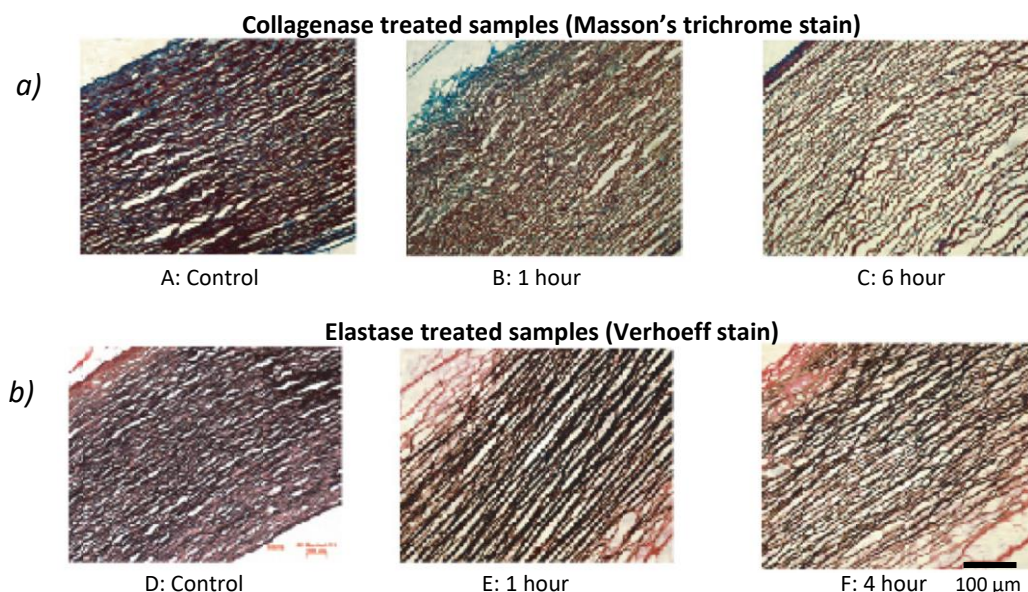 Collagenase treated samples (Masson’s trichrome stain)
a)
A: Control
B: 1 hour
C: 6 hour
Elastase treated samples (Verhoeff stain)
b)
D: Control
E: 1 hour
F: 4 hour
100 µm